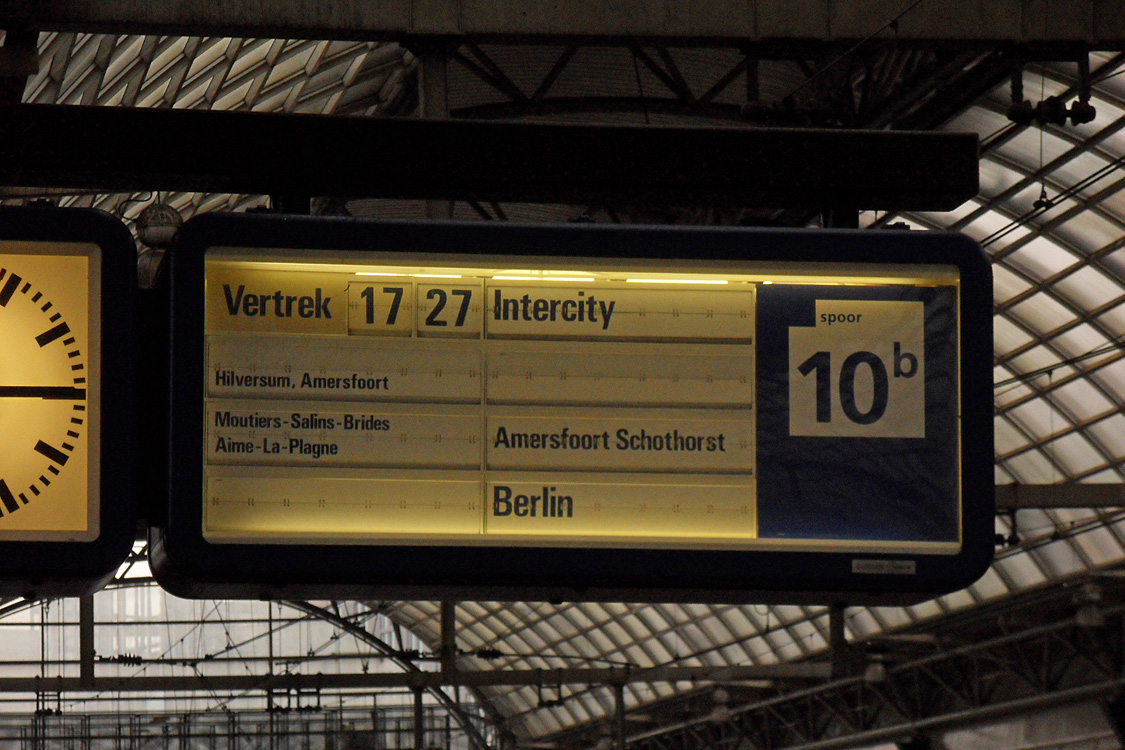 Vertrek 17 27 Intercity
spoor
10b
Hilversum, Amersfoort
Moutiers-Salins-Brides
Aime-La-Plagne
Amersfoort Schothorst
Berlin